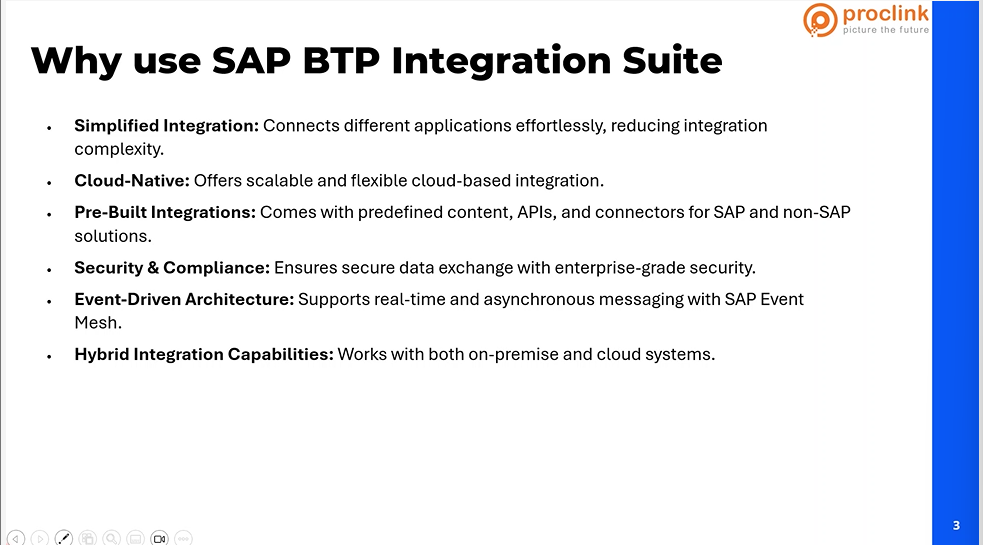 proclink
picture the future
Why use SAP BTP Integration Suite
• Simplified Integration: Connects different applications effortlessly, reducing integration
complexity.
• Cloud-Native: Offers scalable and flexible cloud-based integration.
• Pre-Built Integrations: Comes with predefined content, APIs, and connectors for SAP and non-SAP
solutions.
• Security & Compliance: Ensures secure data exchange with enterprise-grade security.
• Event-Driven Architecture: Supports real-time and asynchronous messaging with SAP Event
Mesh.
• Hybrid Integration Capabilities: Works with both on-premise and cloud systems.
3